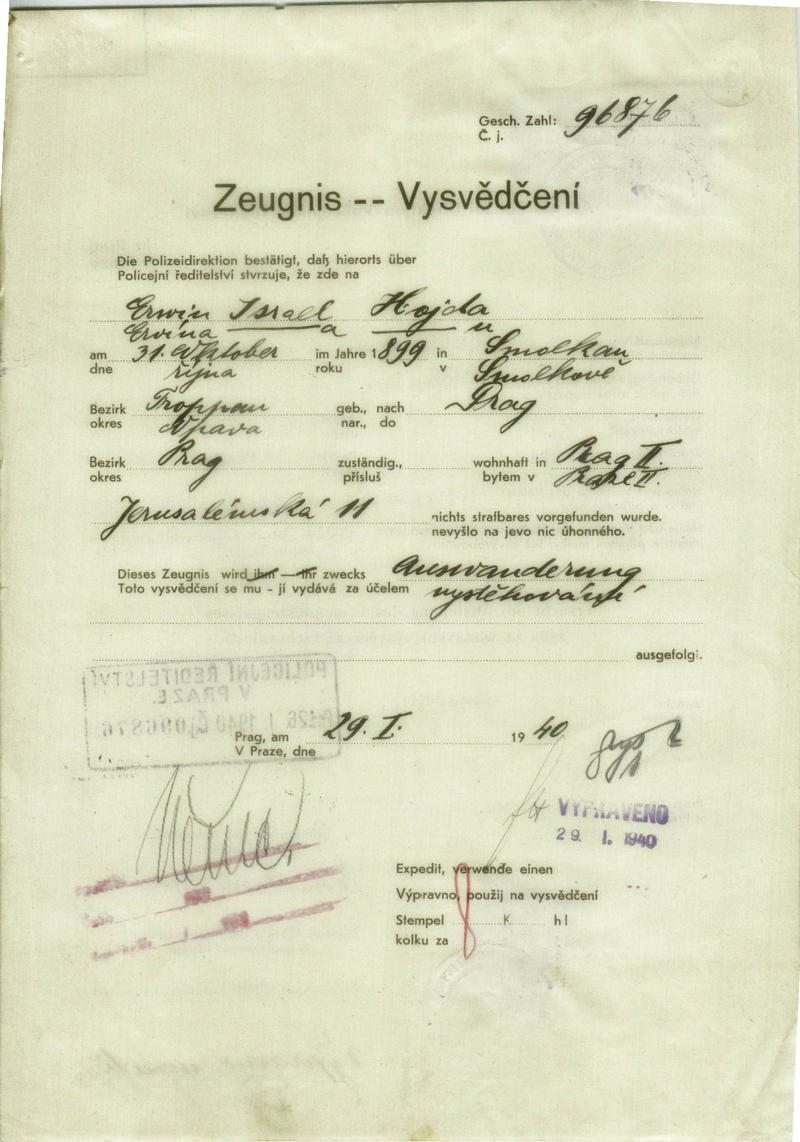 Gesch. Zahl: 96876
Č. j.
Zeugnis -- Vysvědčení
Die Polizeidirektion bestätigt, daß hierorts über
Policejní ředitelství stvrzuje, že zde na
Erwin Israel Hojda
Ervína a u
am 31. Oktober im Jahre 1899 in Smolkau
dne října roku v Smolkově
Bezirk Troppau geb., nach Prag
okres Opava nar., do
Bezirk Prag zuständig., wohnhaft in Prag II.
okres přísluš bytem v Praze II.
Jerusalémská 11 nichts strafbares vorgefunden wurde.
nevyšlo na jevo nic úhonného.
Dieses Zeugnis wird ihm — ihr zwecks Auswanderung
Toto vysvědčení se mu - jí vydává za účelem vystěhování
ausgefolgt.
POLICEJNÍ ŘEDITELSTVÍ
V PRAZE
1940 Č.j. 096876
Prag, am 29. I. 1940
V Praze, dne
VYPRAVENO
29. I. 1940
Expedit, verwende einen
Výpravno, použij na vysvědčení
Stempel K h!
kolku za